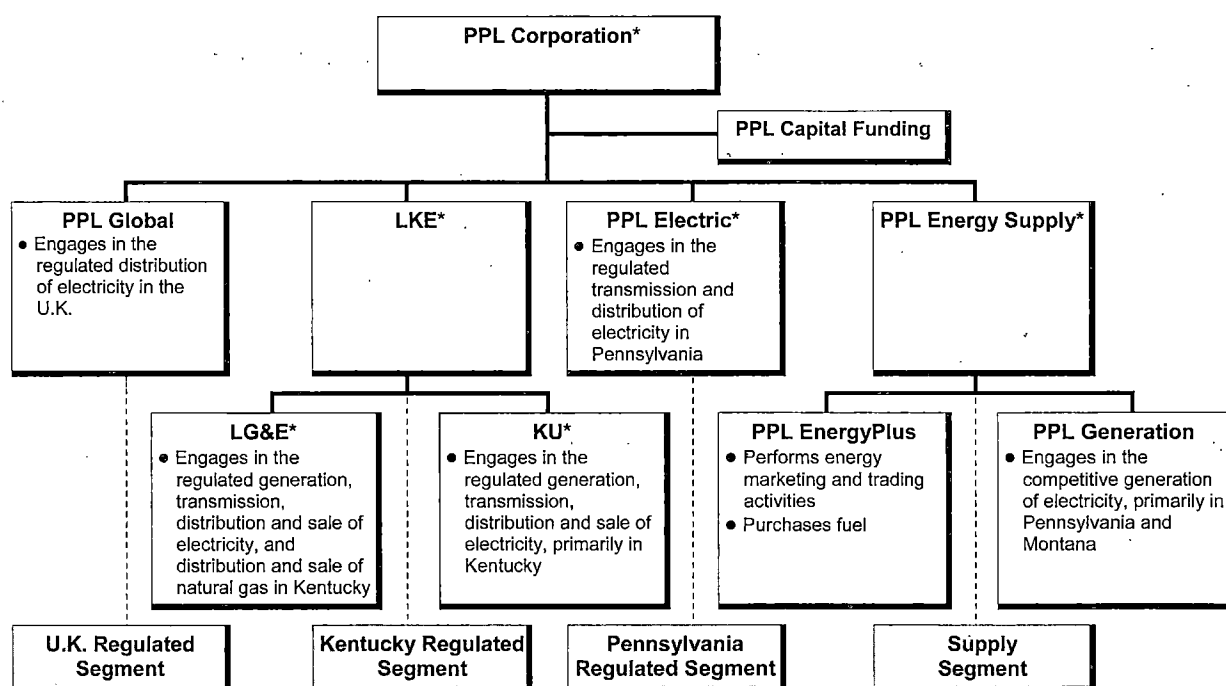 PPL Corporation*
PPL Capital Funding
PPL Global
● Engages in the
regulated distribution
of electricity in the
U.K.
LKE*
PPL Electric*
● Engages in the
regulated
transmission and
distribution of
electricity in
Pennsylvania
PPL Energy Supply*
LG&E*
● Engages in the
regulated generation,
transmission,
distribution and sale of
electricity, and
distribution and sale of
natural gas in Kentucky
KU*
● Engages in the
regulated generation,
transmission,
distribution and sale of
electricity, primarily in
Kentucky
PPL EnergyPlus
● Performs energy
marketing and trading
activities
● Purchases fuel
PPL Generation
● Engages in the
competitive generation
of electricity, primarily in
Pennsylvania and
Montana
U.K. Regulated
Segment
Kentucky Regulated
Segment
Pennsylvania
Regulated Segment
Supply
Segment